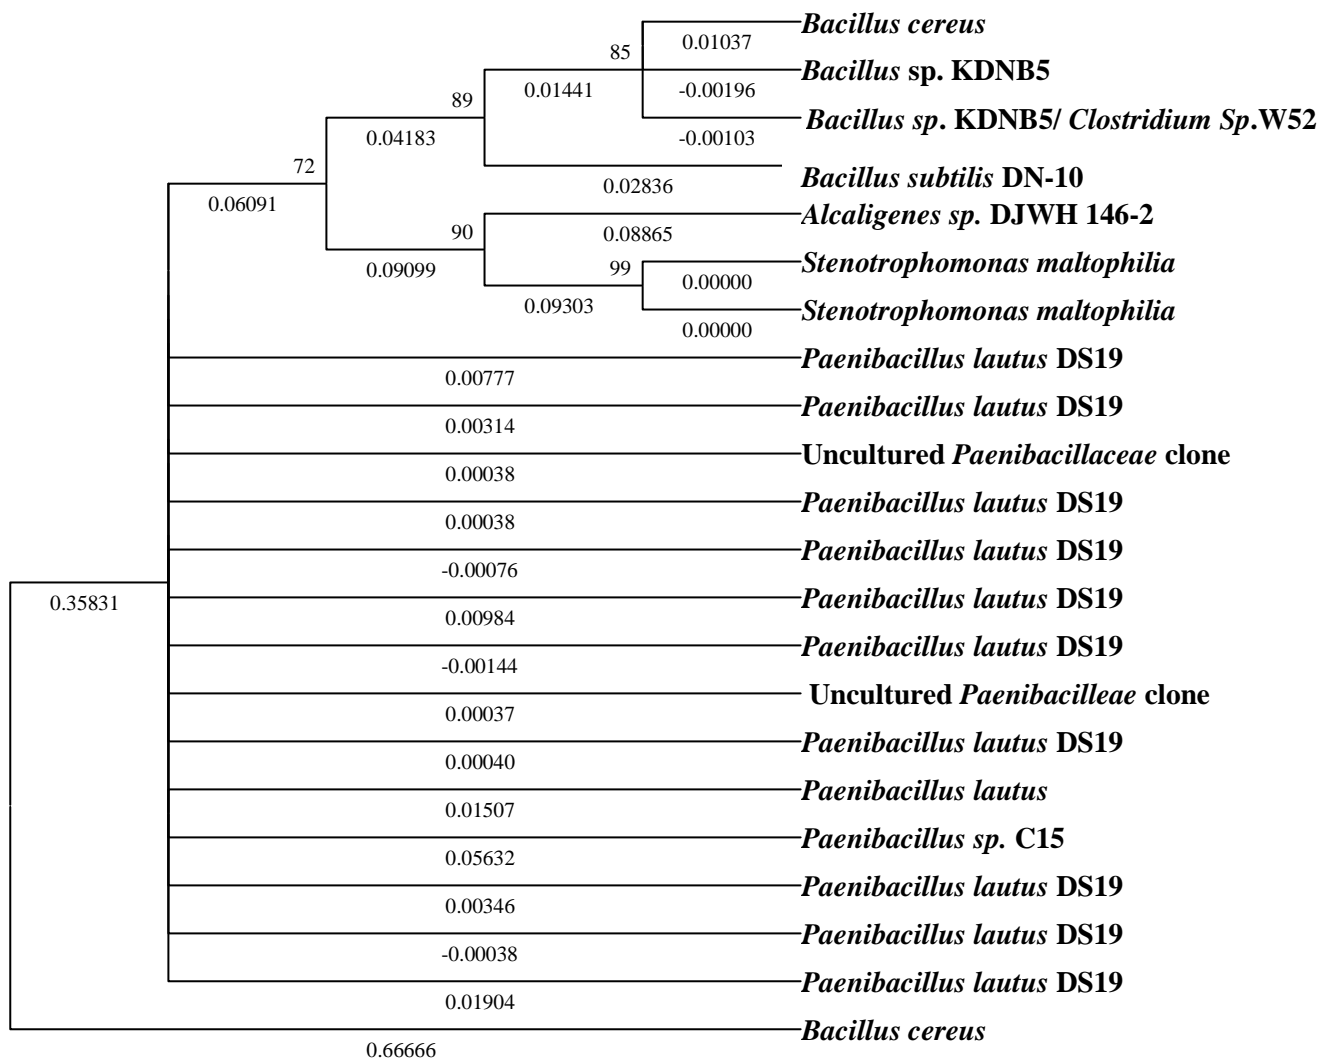 Bacillus cereus
0.01037
85
Bacillus sp. KDNB5
0.01441
-0.00196
89
Bacillus sp. KDNB5/ Clostridium Sp.W52
0.04183
-0.00103
72
Bacillus subtilis DN-10
0.02836
0.06091
Alcaligenes sp. DJWH 146-2
90
0.08865
Stenotrophomonas maltophilia
0.09099
99
0.00000
0.09303
Stenotrophomonas maltophilia
0.00000
Paenibacillus lautus DS19
0.00777
Paenibacillus lautus DS19
0.00314
Uncultured Paenibacillaceae clone
0.00038
Paenibacillus lautus DS19
0.00038
Paenibacillus lautus DS19
-0.00076
0.35831
Paenibacillus lautus DS19
0.00984
Paenibacillus lautus DS19
-0.00144
Uncultured Paenibacilleae clone
0.00037
Paenibacillus lautus DS19
0.00040
Paenibacillus lautus
0.01507
Paenibacillus sp. C15
0.05632
Paenibacillus lautus DS19
0.00346
Paenibacillus lautus DS19
-0.00038
Paenibacillus lautus DS19
0.01904
Bacillus cereus
0.66666